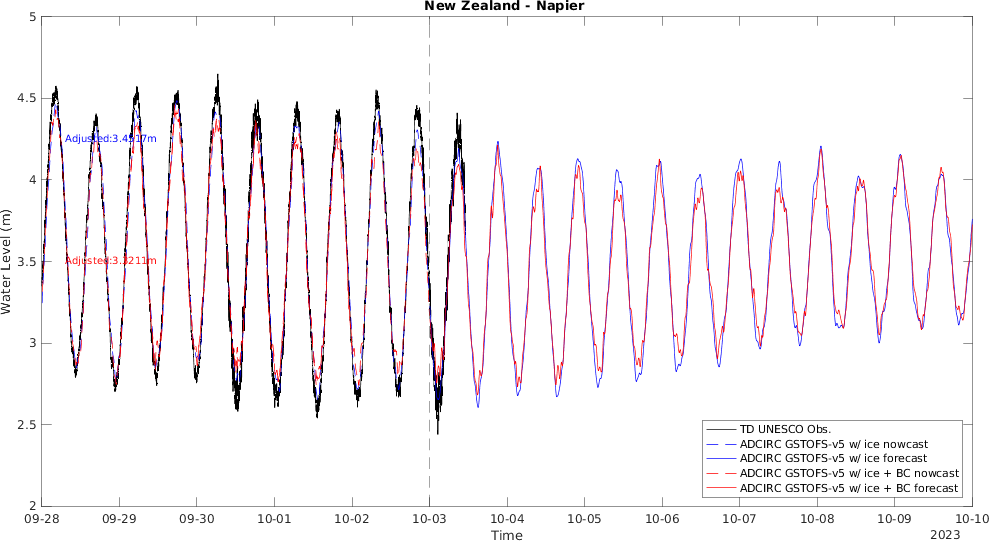 New Zealand - Napier
Water Level (m)
5
4.5
4
3.5
3
2.5
2
Adjusted:3.4917m
Adjusted:3.3211m
TD UNESCO Obs.
ADCIRC GSTOFS-v5 w/ ice nowcast
ADCIRC GSTOFS-v5 w/ ice forecast
ADCIRC GSTOFS-v5 w/ ice + BC nowcast
ADCIRC GSTOFS-v5 w/ ice + BC forecast
09-28 09-29 09-30 10-01 10-02 10-03 10-04 10-05 10-06 10-07 10-08 10-09 10-10
Time
2023